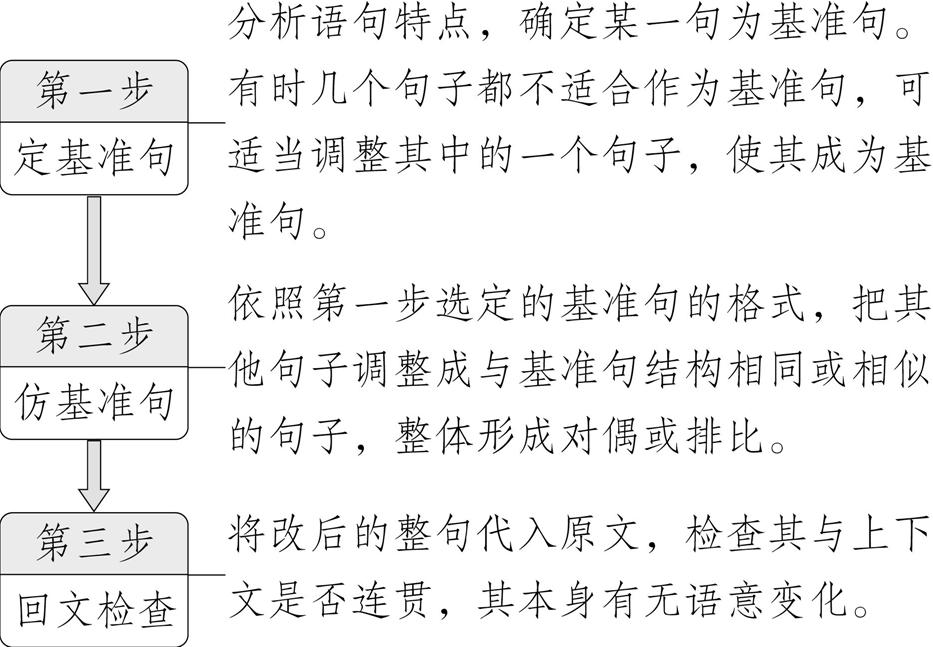 第一步
定基准句
分析语句特点，确定某一句为基准句。
有时几个句子都不适合作为基准句，可
适当调整其中的一个句子，使其成为基
准句。
第二步
仿基准句
依照第一步选定的基准句的格式，把其
他句子调整成与基准句结构相同或相似
的句子，整体形成对偶或排比。
第三步
回文检查
将改后的整句代入原文，检查其与上下
文是否连贯，其本身有无语意变化。